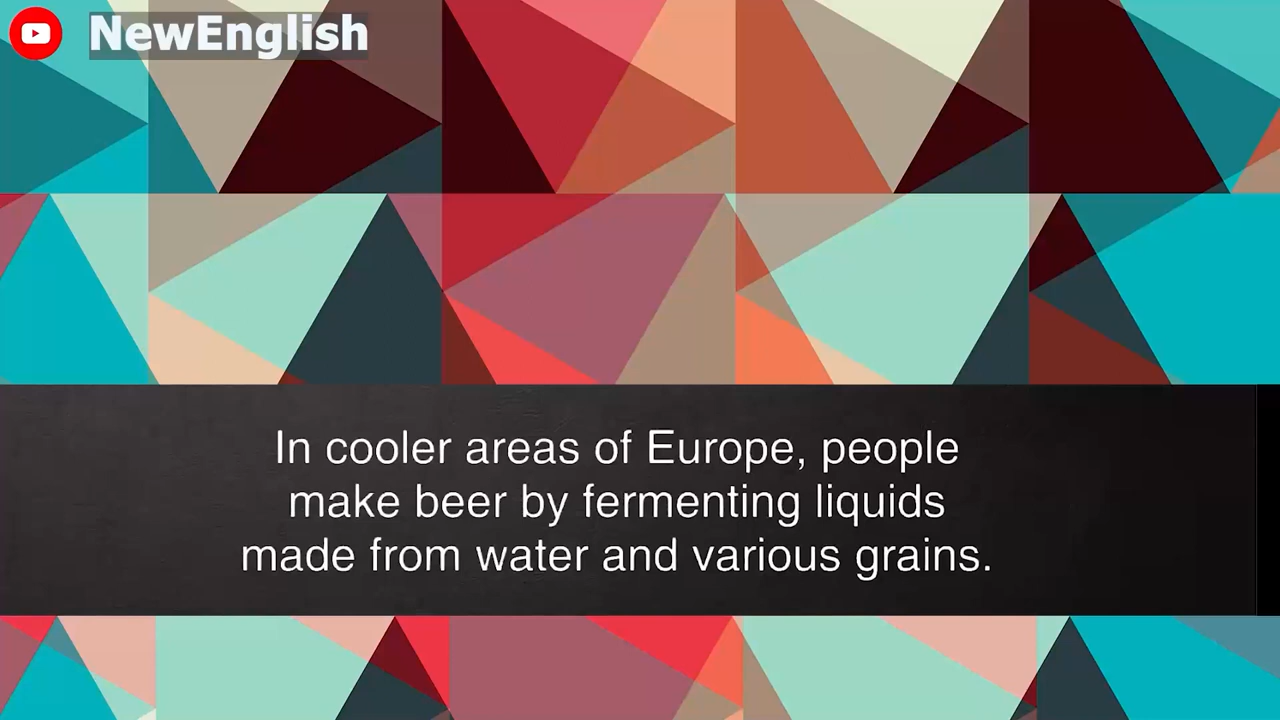 NewEnglish
In cooler areas of Europe, people
make beer by fermenting liquids
made from water and various grains.